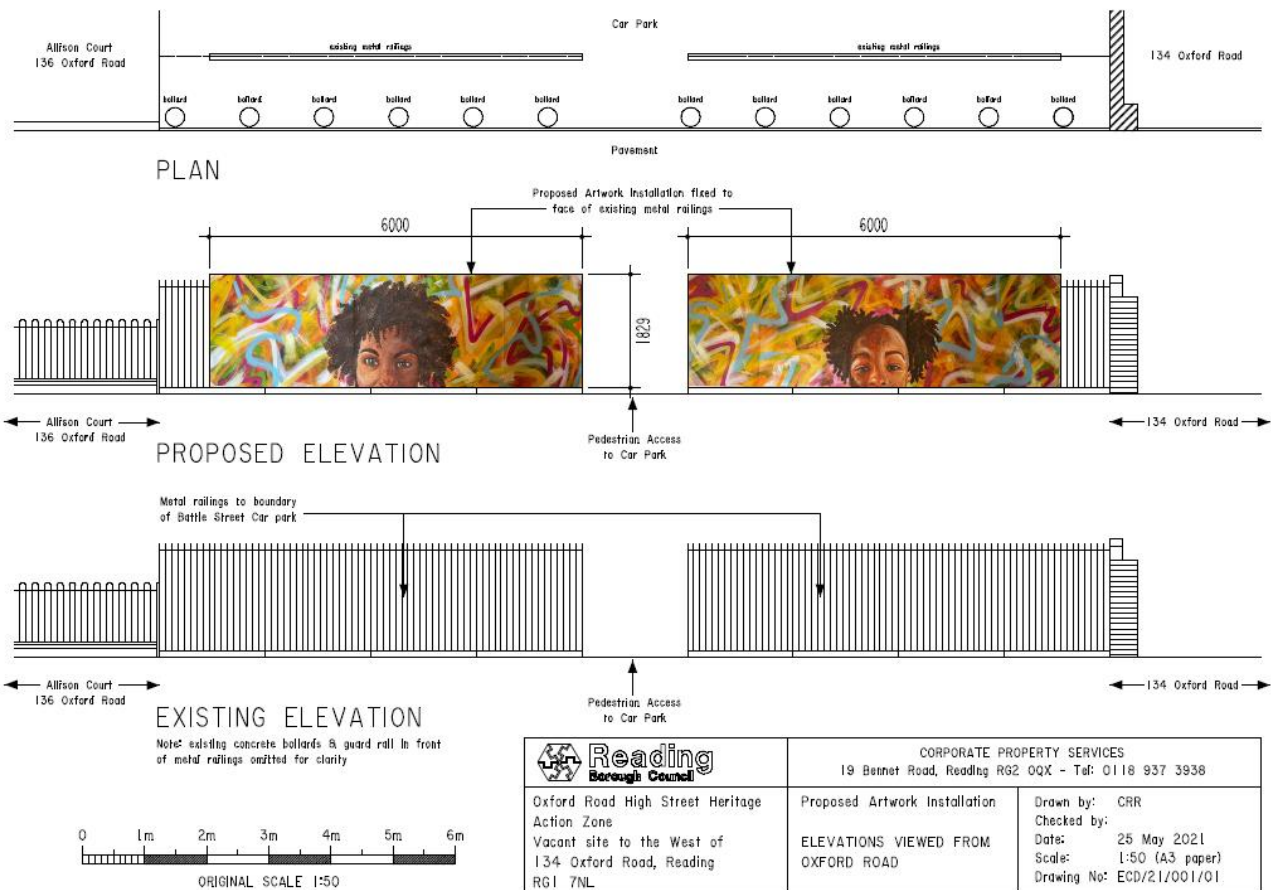 Car Park
Allison Court
136 Oxford Road
existing metal railings
existing metal railings
134 Oxford Road
bollard bollard bollard bollard bollard bollard bollard bollard bollard bollard bollard bollard
Pavement
PLAN
Proposed Artwork Installation fixed to
face of existing metal railings
6000
6000
1829
Allison Court
136 Oxford Road
134 Oxford Road
Pedestrian Access
to Car Park
PROPOSED ELEVATION
Metal railings to boundary
of Battle Street Car park
Allison Court
136 Oxford Road
134 Oxford Road
Pedestrian Access
to Car Park
EXISTING ELEVATION
Note: existing concrete bollards & guard rail in front
of metal railings omitted for clarity
0 1m 2m 3m 4m 5m 6m
ORIGINAL SCALE 1:50
Reading
Borough Council
CORPORATE PROPERTY SERVICES
19 Bennet Road, Reading RG2 0QX - Tel: 0118 937 3938
Oxford Road High Street Heritage
Action Zone
Vacant site to the West of
134 Oxford Road, Reading
RG1 7NL
Proposed Artwork Installation
ELEVATIONS VIEWED FROM
OXFORD ROAD
Drawn by: CRR
Checked by:
Date: 25 May 2021
Scale: 1:50 (A3 paper)
Drawing No: ECD/21/001/01